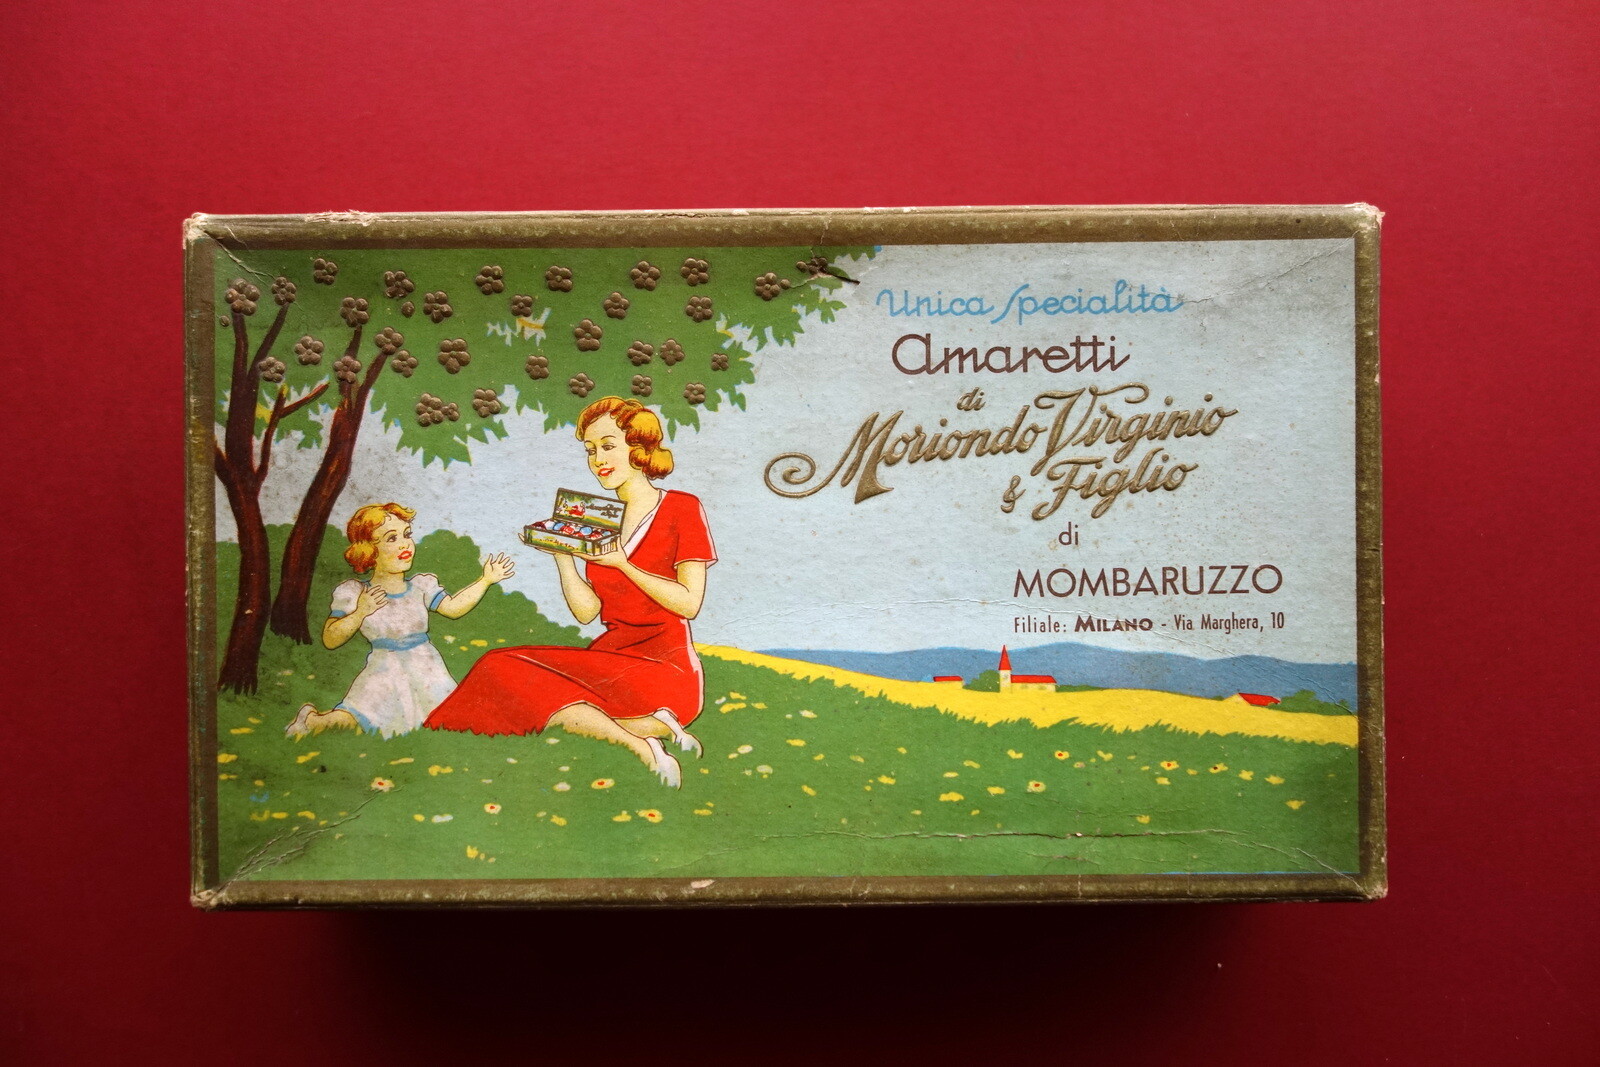 Unica Specialità
Amaretti
di
Moriondo Virginio
& Figlio
di
MOMBARUZZO
Filiale: MILANO - Via Marghera, 10